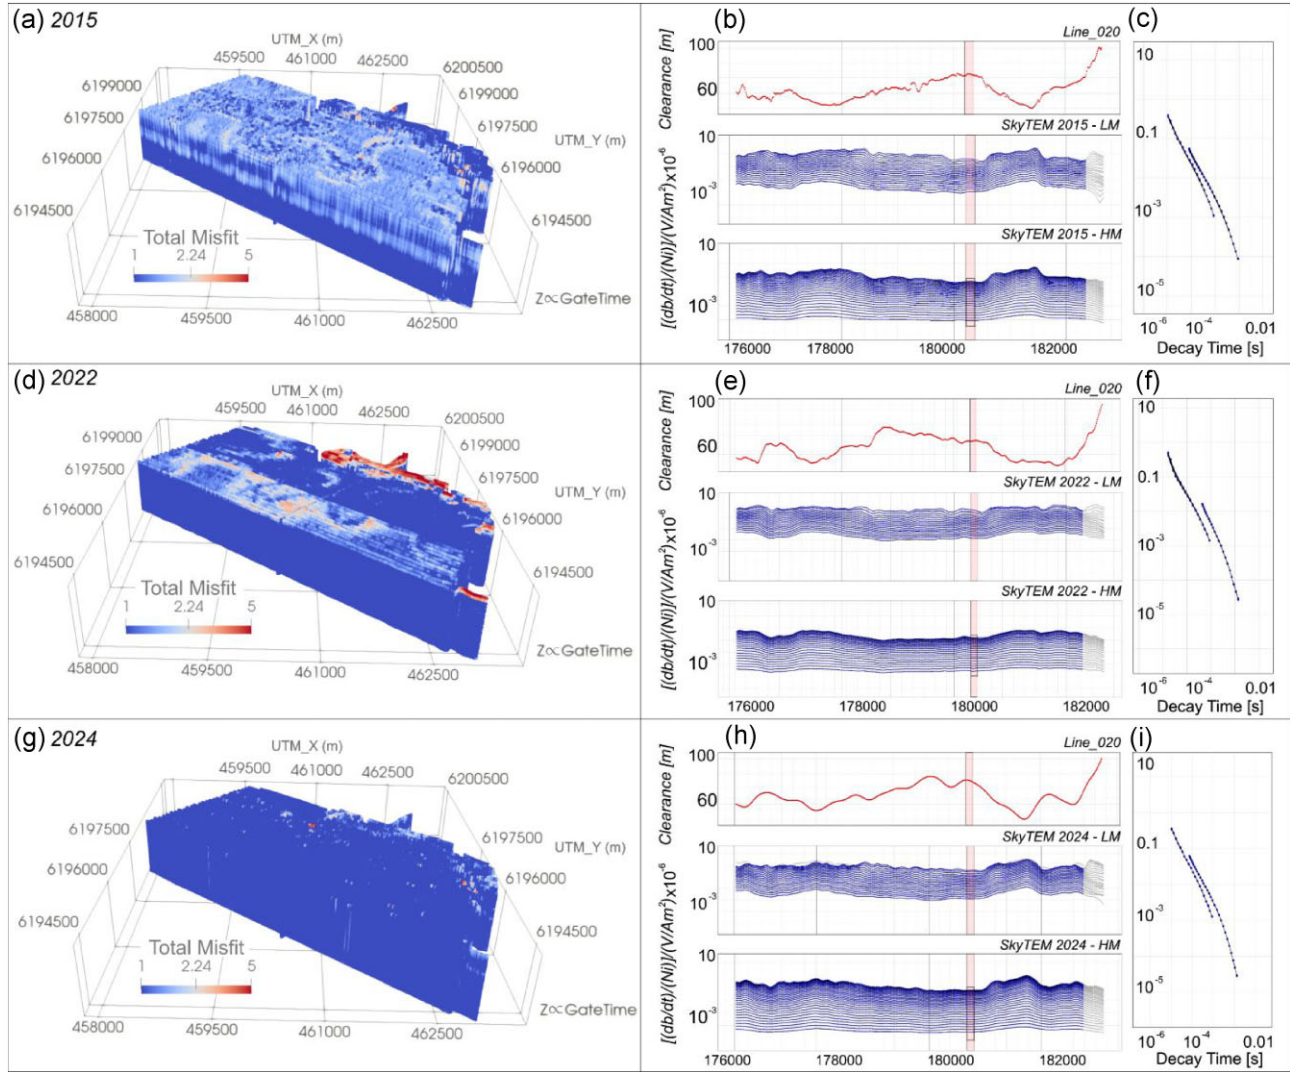 (a) 2015
UTM_X (m)
459500 461000 462500
6200500
6199000
6197500
UTM_Y (m)
6196000
6194500
6199000
6197500
6196000
6194500
Total Misfit
1 2.24 5
Z∝GateTime
458000 459500 461000 462500
(b)
Line_020
Clearance [m]
100
60
SkyTEM 2015 - LM
10
10-3
SkyTEM 2015 - HM
10
10-3
[(db/dt)/(Ni)]/(V/Am²)x10-6
176000 178000 180000 182000
(c)
10
0.1
10-3
10-5
10-6 10-4 0.01
Decay Time [s]
(d) 2022
UTM_X (m)
459500 461000 462500
6200500
6199000
6197500
UTM_Y (m)
6196000
6194500
6199000
6197500
6194500
Total Misfit
1 2.24 5
Z∝GateTime
458000 459500 461000 462500
(e)
Line_020
Clearance [m]
100
60
SkyTEM 2022 - LM
10
10-3
SkyTEM 2022 - HM
10
10-3
[(db/dt)/(Ni)]/(V/Am²)x10-6
176000 178000 180000 182000
(f)
10
0.1
10-3
10-5
10-6 10-4 0.01
Decay Time [s]
(g) 2024
UTM_X (m)
459500 461000 462500
6200500
6197500
UTM_Y (m)
6196000
6194500
6197500
6194500
Total Misfit
1 2.24 5
Z∝GateTime
458000 459500 461000 462500
(h)
Line_020
Clearance [m]
100
60
SkyTEM 2024 - LM
10
10-3
SkyTEM 2024 - HM
10
10-3
[(db/dt)/(Ni)]/(V/Am²)x10-6
176000 178000 180000 182000
(i)
10
0.1
10-3
10-5
10-6 10-4 0.01
Decay Time [s]